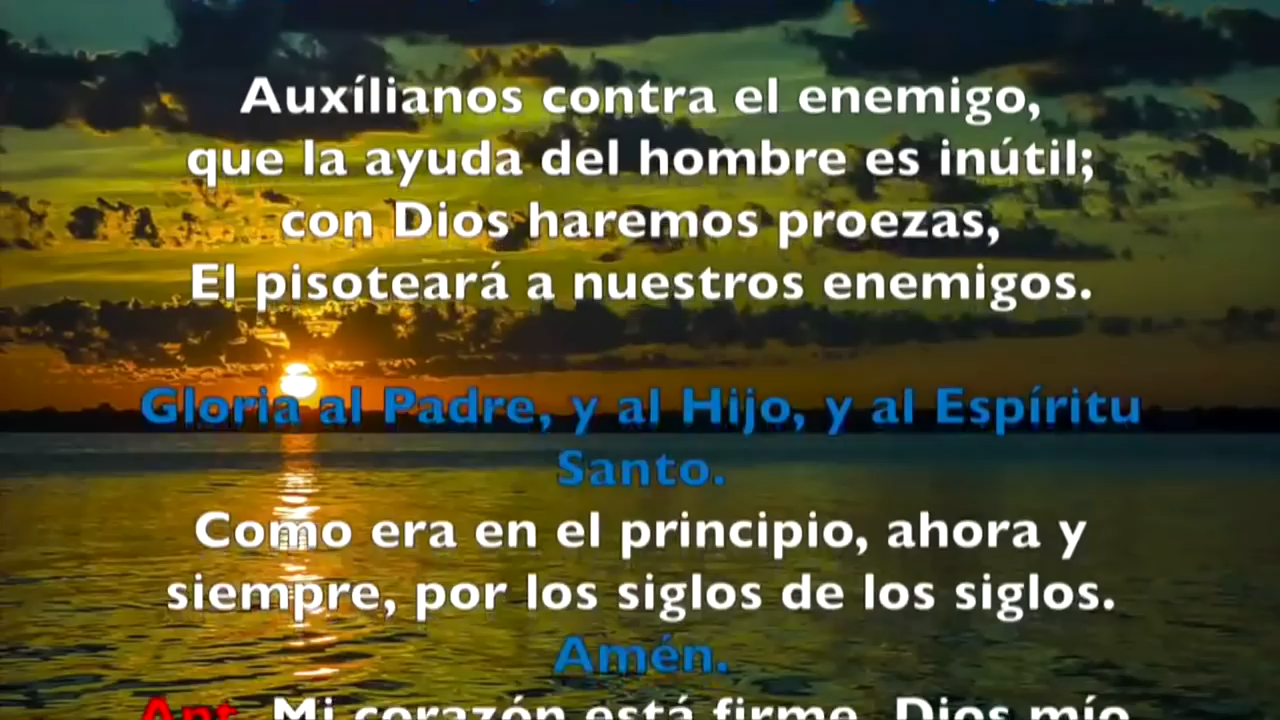 Auxílianos contra el enemigo,
que la ayuda del hombre es inútil;
con Dios haremos proezas,
El pisoteará a nuestros enemigos.
Gloria al Padre, y al Hijo, y al Espíritu
Santo.
Como era en el principio, ahora y
siempre, por los siglos de los siglos.
Amén.
Ant. Mi corazón está firme, Dios mío